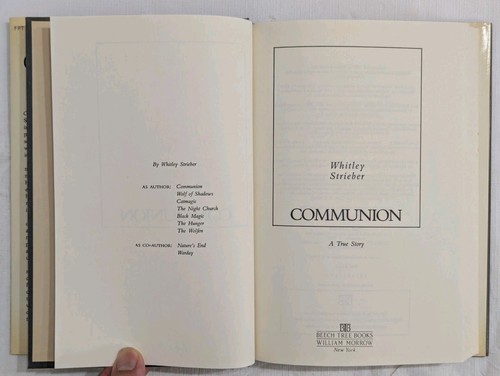 By Whitley Strieber
AS AUTHOR: Communion
Wolf of Shadows
Catmagic
The Night Church
Black Magic
The Hunger
The Wolfen
AS CO-AUTHOR: Nature's End
Warday
Whitley
Strieber
COMMUNION
A True Story
BEECH TREE BOOKS
WILLIAM MORROW
New York